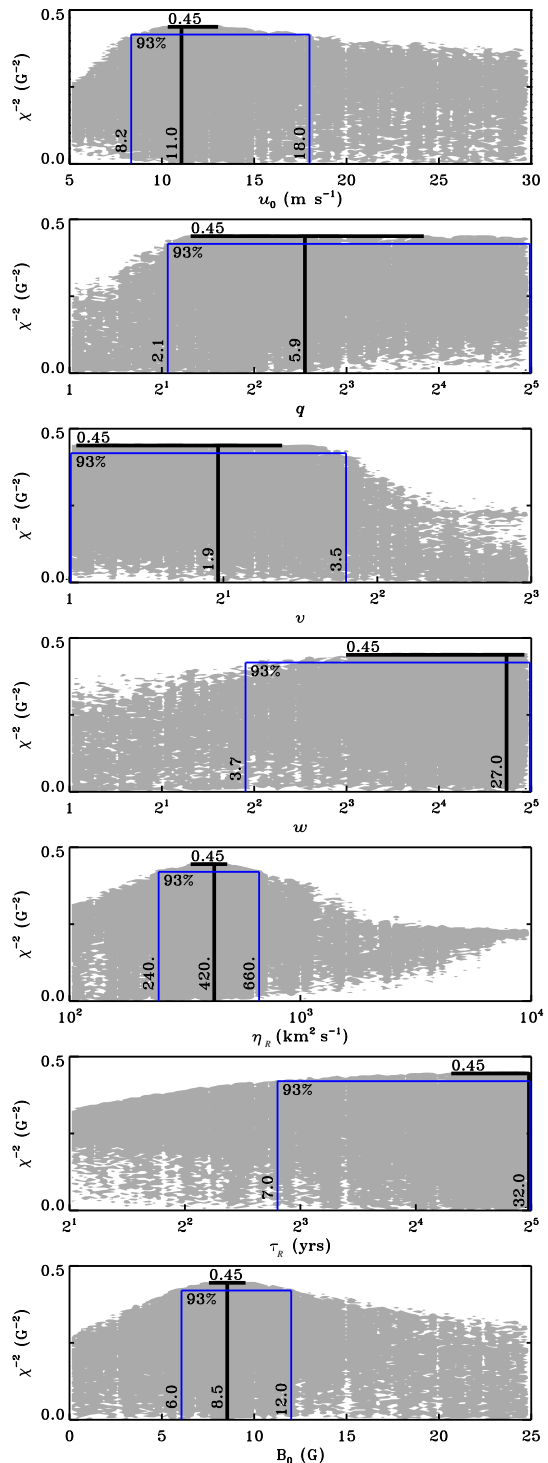 0.5
0.45
93%
χ⁻² (G⁻²)
8.2
11.0
18.0
0.0
5 10 15 20 25 30
u₀ (m s⁻¹)
0.5
0.45
93%
χ⁻² (G⁻²)
2.1
5.9
0.0
1 2¹ 2² 2³ 2⁴ 2⁵
q
0.5
0.45
93%
χ⁻² (G⁻²)
1.9
3.5
0.0
1 2¹ 2² 2³
v
0.5
0.45
93%
χ⁻² (G⁻²)
3.7
27.0
0.0
1 2¹ 2² 2³ 2⁴ 2⁵
w
0.5
0.45
93%
χ⁻² (G⁻²)
240.
420.
660.
0.0
10² 10³ 10⁴
η_R (km² s⁻¹)
0.5
0.45
93%
χ⁻² (G⁻²)
7.0
32.0
0.0
2¹ 2² 2³ 2⁴ 2⁵
τ_R (yrs)
0.5
0.45
93%
χ⁻² (G⁻²)
6.0
8.5
12.0
0.0
0 5 10 15 20 25
B₀ (G)